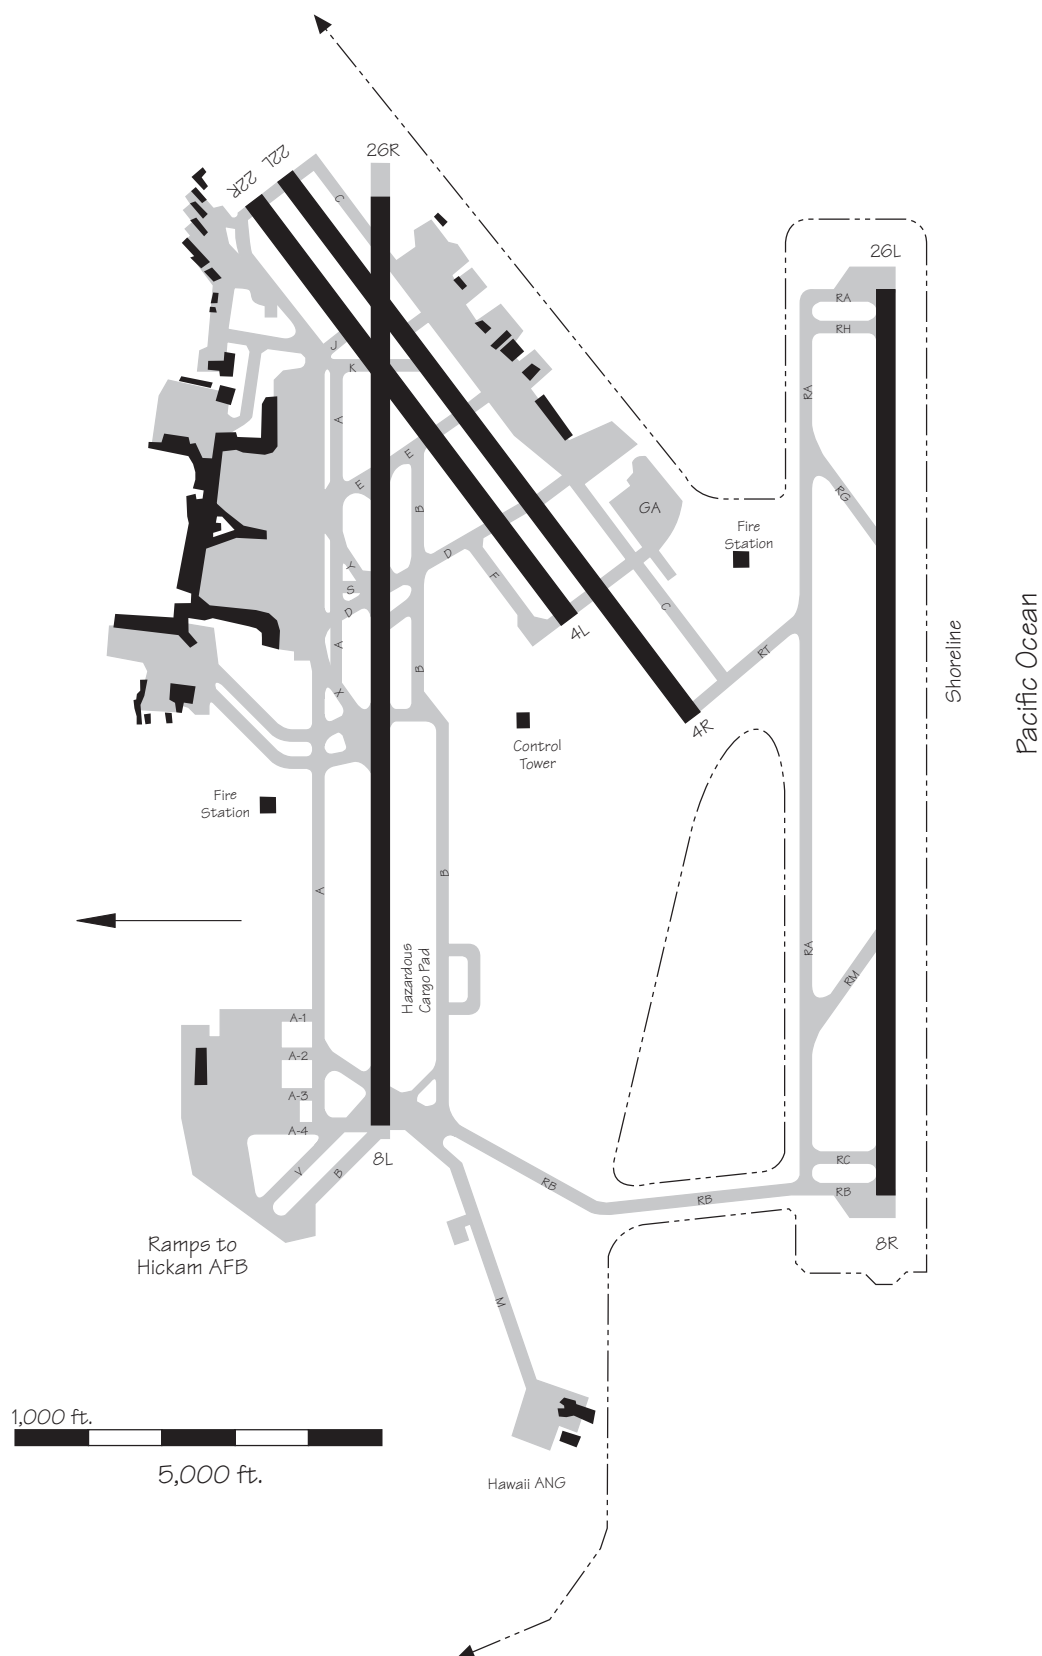 26R
22L
22R
C
26L
RA
RH
J
K
A
RA
E
E
B
RG
GA
Fire
Station
D
F
Y
S
D
C
4L
A
B
RT
Shoreline
Pacific Ocean
X
4R
Control
Tower
Fire
Station
A
B
Hazardous
Cargo Pad
RA
RM
A-1
A-2
A-3
A-4
8L
V
B
RB
RB
RC
RB
8R
Ramps to
Hickam AFB
M
1,000 ft.
5,000 ft.
Hawaii ANG